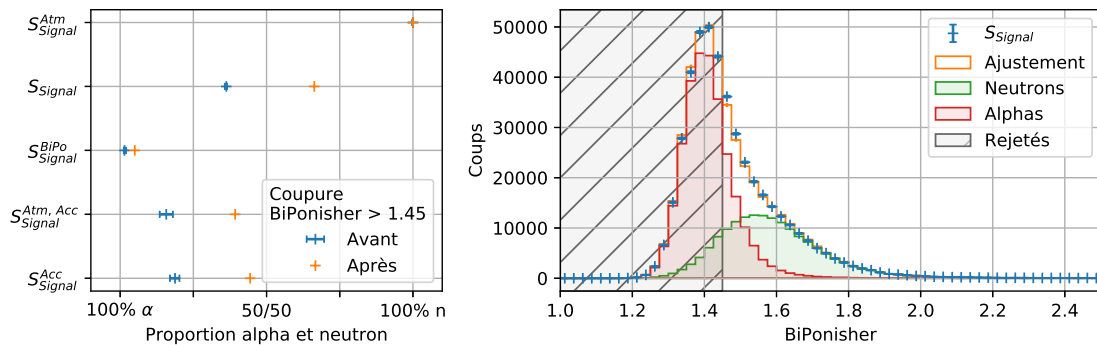 S^{Atm}_{Signal}
S_{Signal}
S^{BiPo}_{Signal}
S^{Atm, Acc}_{Signal}
S^{Acc}_{Signal}
Coupure
BiPonisher > 1.45
Avant
Après
100% α
50/50
100% n
Proportion alpha et neutron
Coups
50000
40000
30000
20000
10000
0
S_{Signal}
Ajustement
Neutrons
Alphas
Rejetés
1.0
1.2
1.4
1.6
1.8
2.0
2.2
2.4
BiPonisher